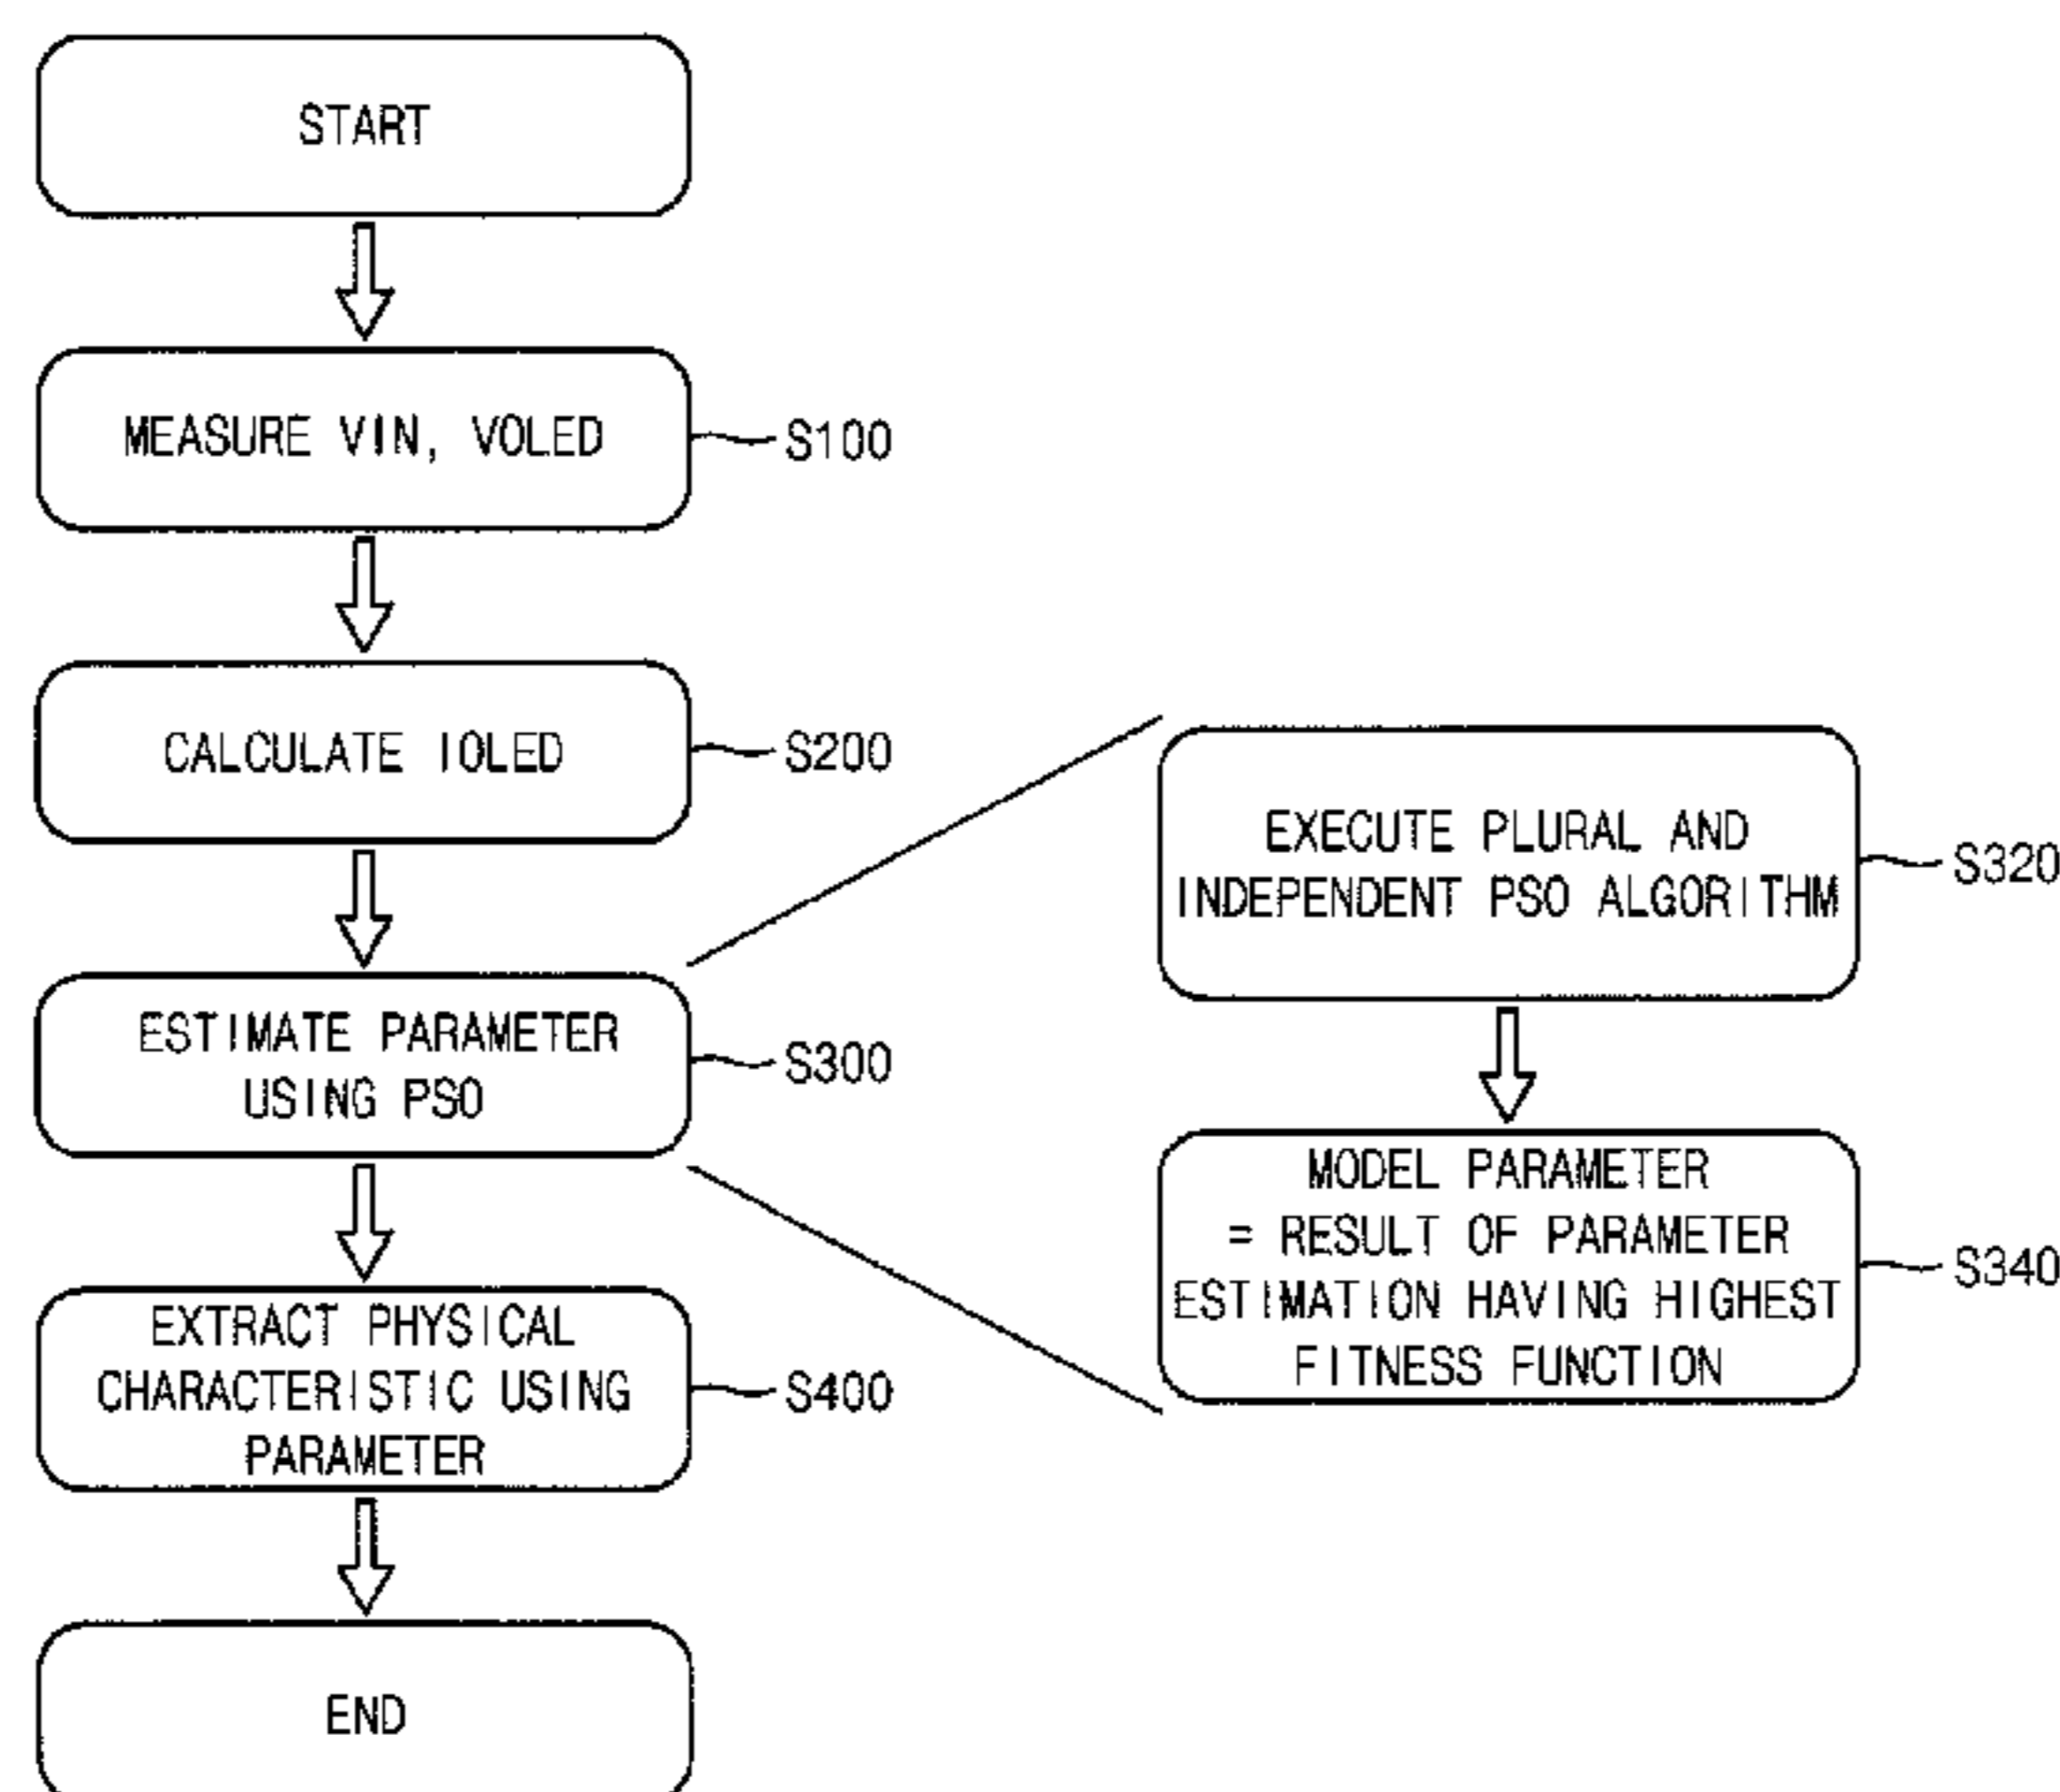 START
MEASURE VIN, VOLED
S100
CALCULATE IOLED
S200
ESTIMATE PARAMETER
USING PSO
S300
EXTRACT PHYSICAL
CHARACTERISTIC USING
PARAMETER
S400
END
EXECUTE PLURAL AND
INDEPENDENT PSO ALGORITHM
S320
MODEL PARAMETER
= RESULT OF PARAMETER
ESTIMATION HAVING HIGHEST
FITNESS FUNCTION
S340